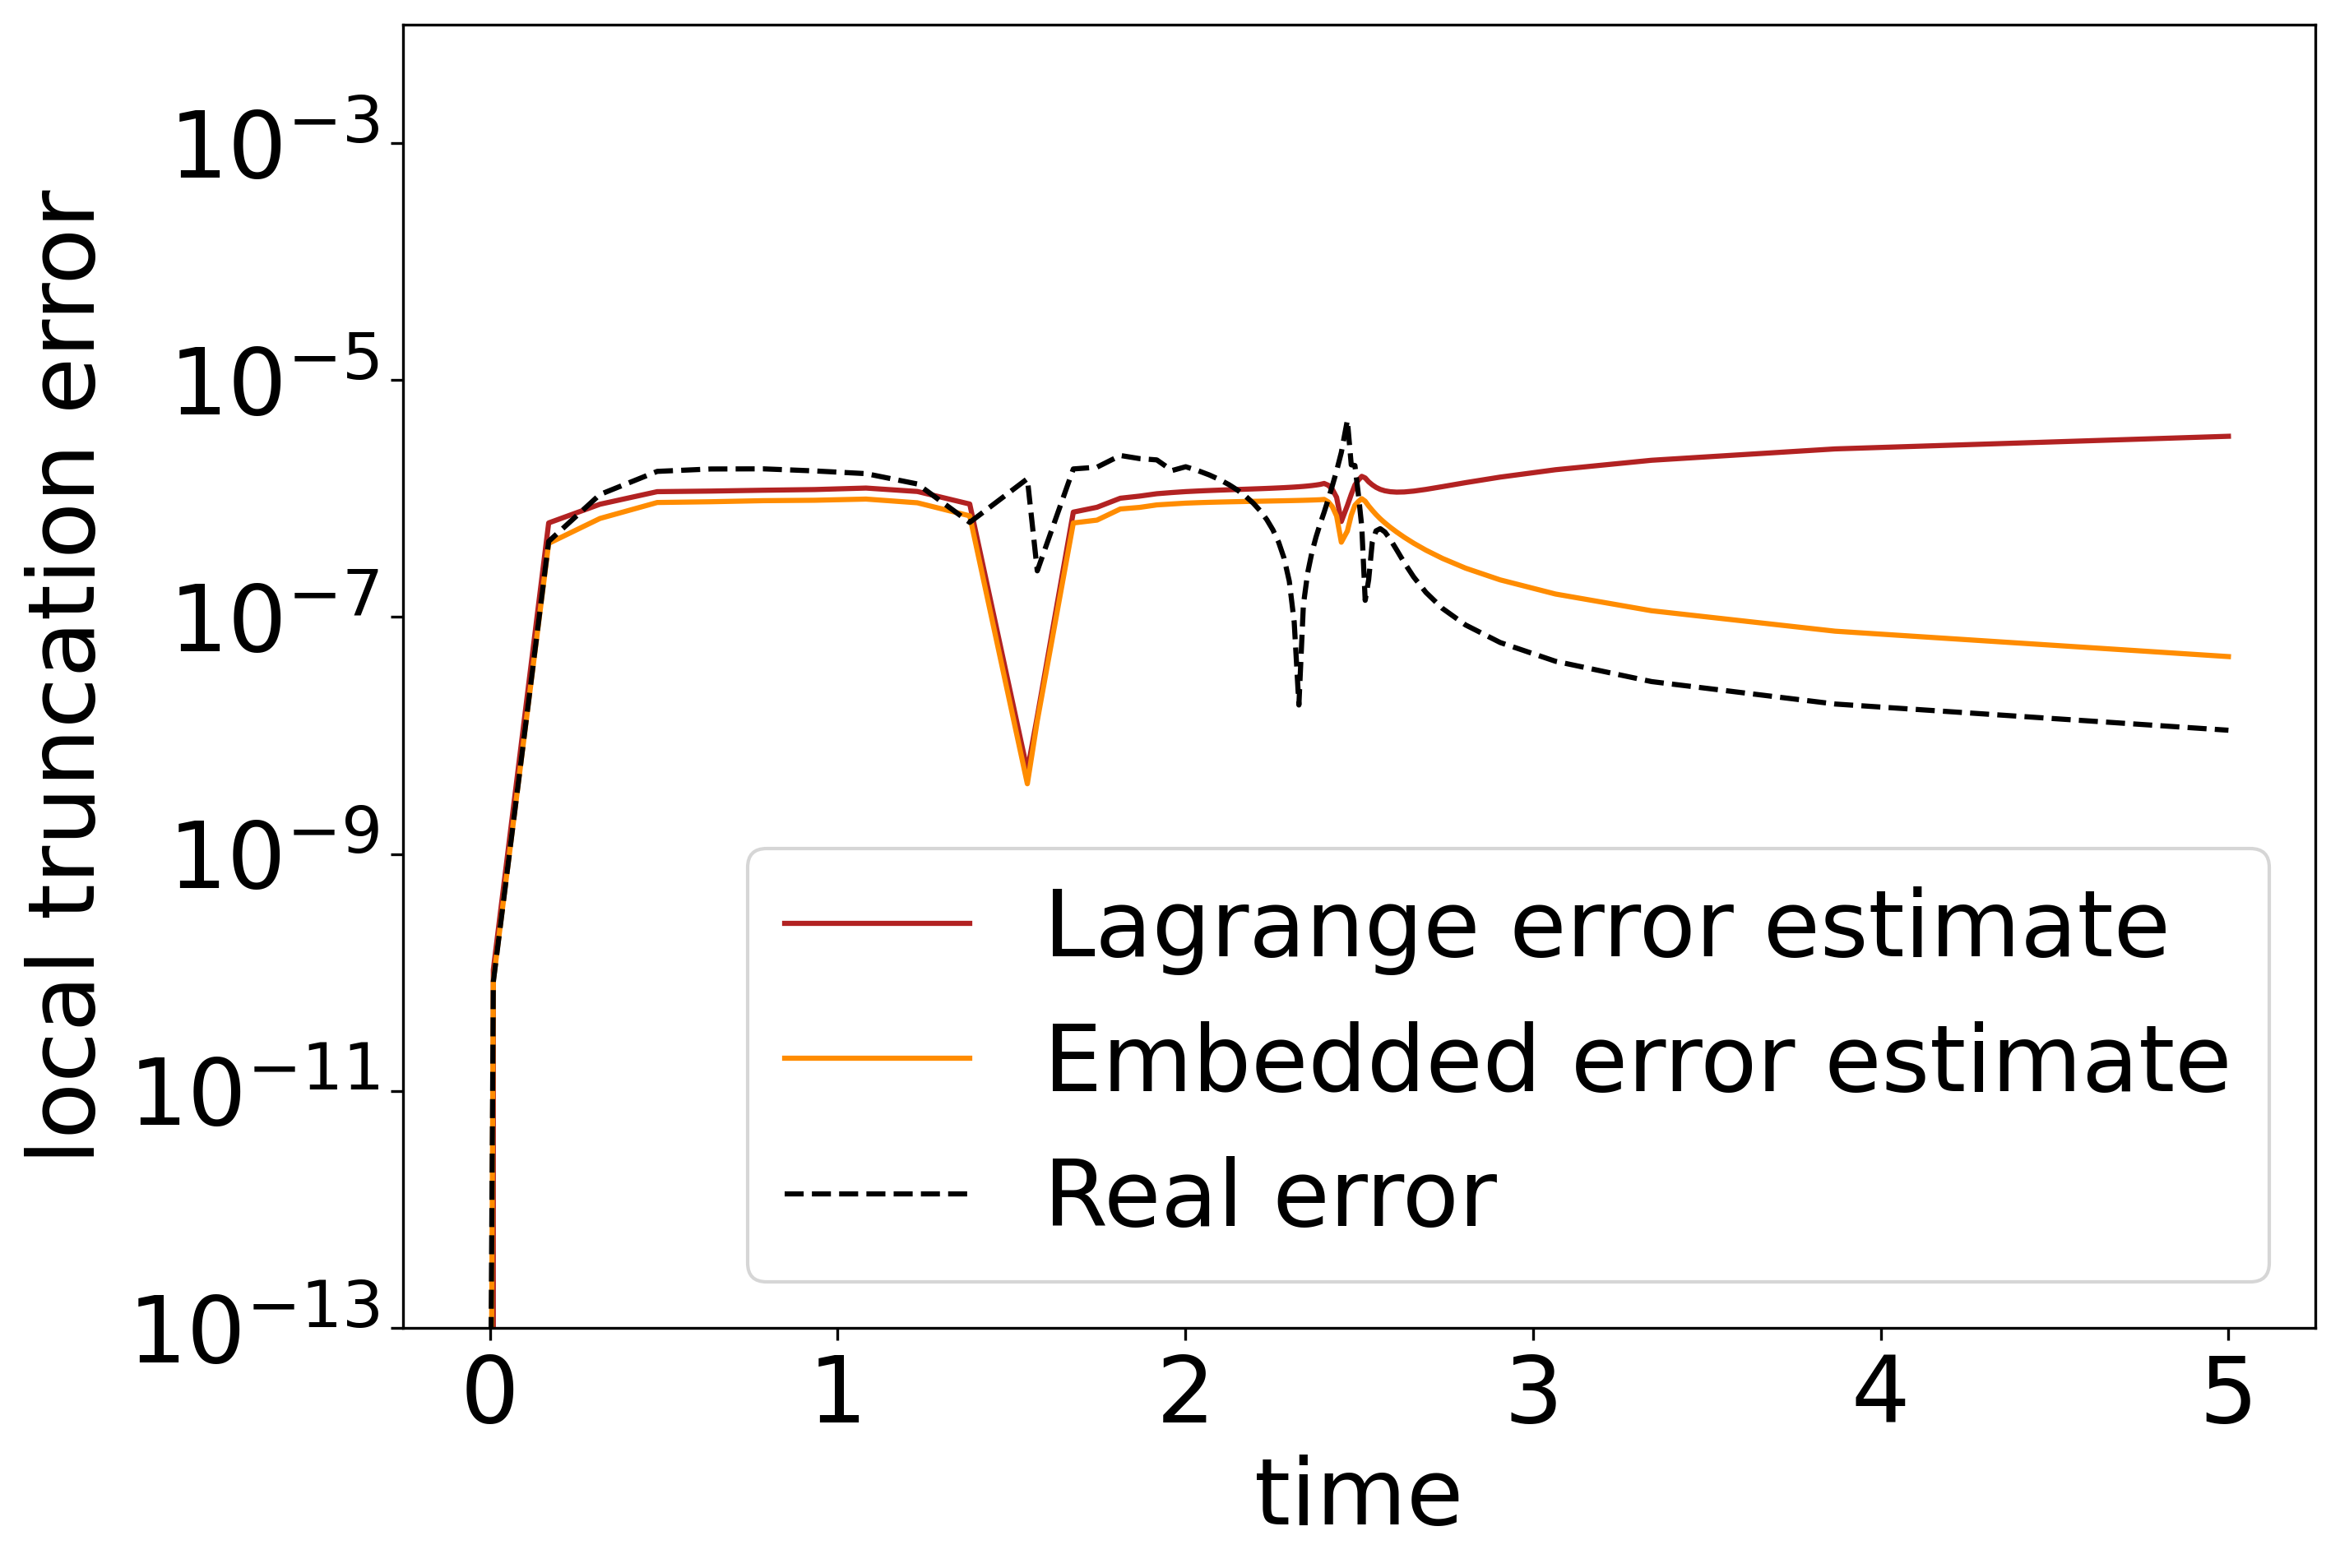 local truncation error
10⁻³
10⁻⁵
10⁻⁷
10⁻⁹
10⁻¹¹
10⁻¹³
Lagrange error estimate
Embedded error estimate
Real error
0 1 2 3 4 5
time